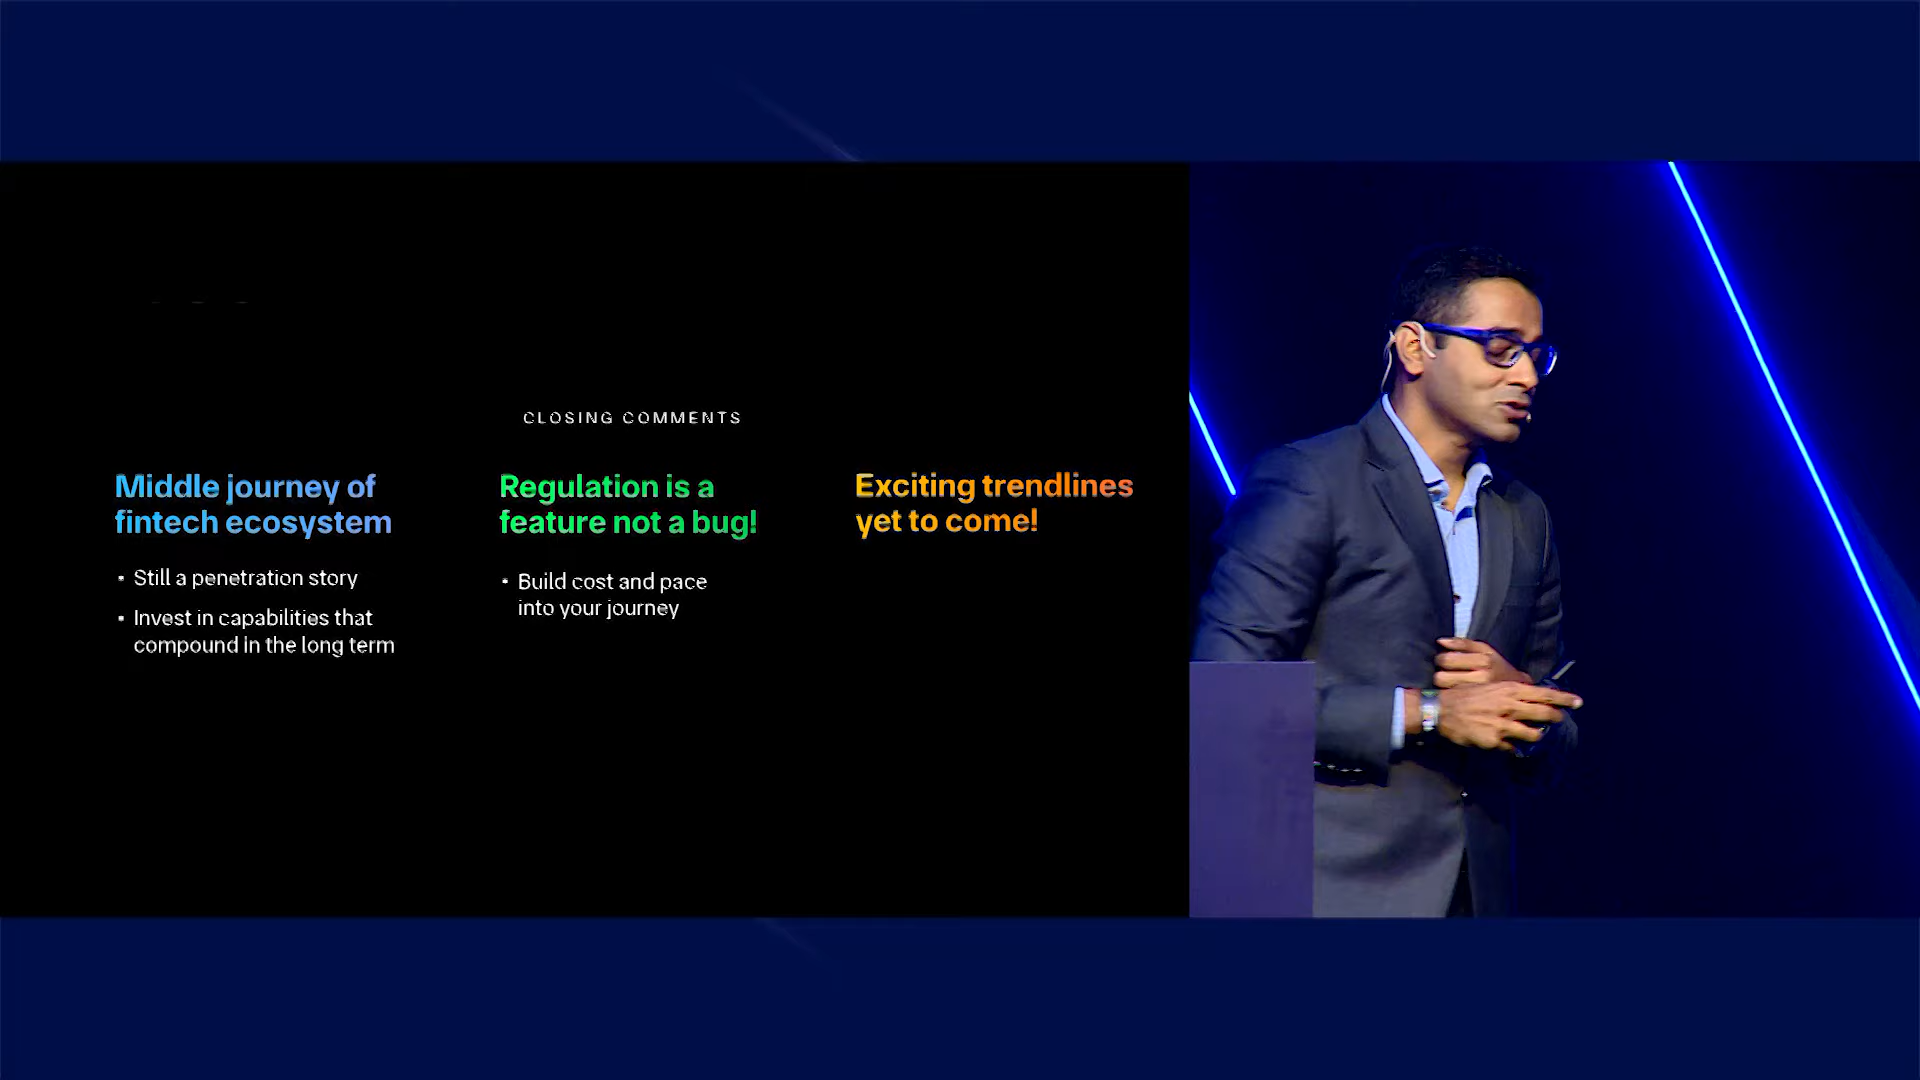 CLOSING COMMENTS
Middle journey of
fintech ecosystem
• Still a penetration story
• Invest in capabilities that
compound in the long term
Regulation is a
feature not a bug!
• Build cost and pace
into your journey
Exciting trendlines
yet to come!